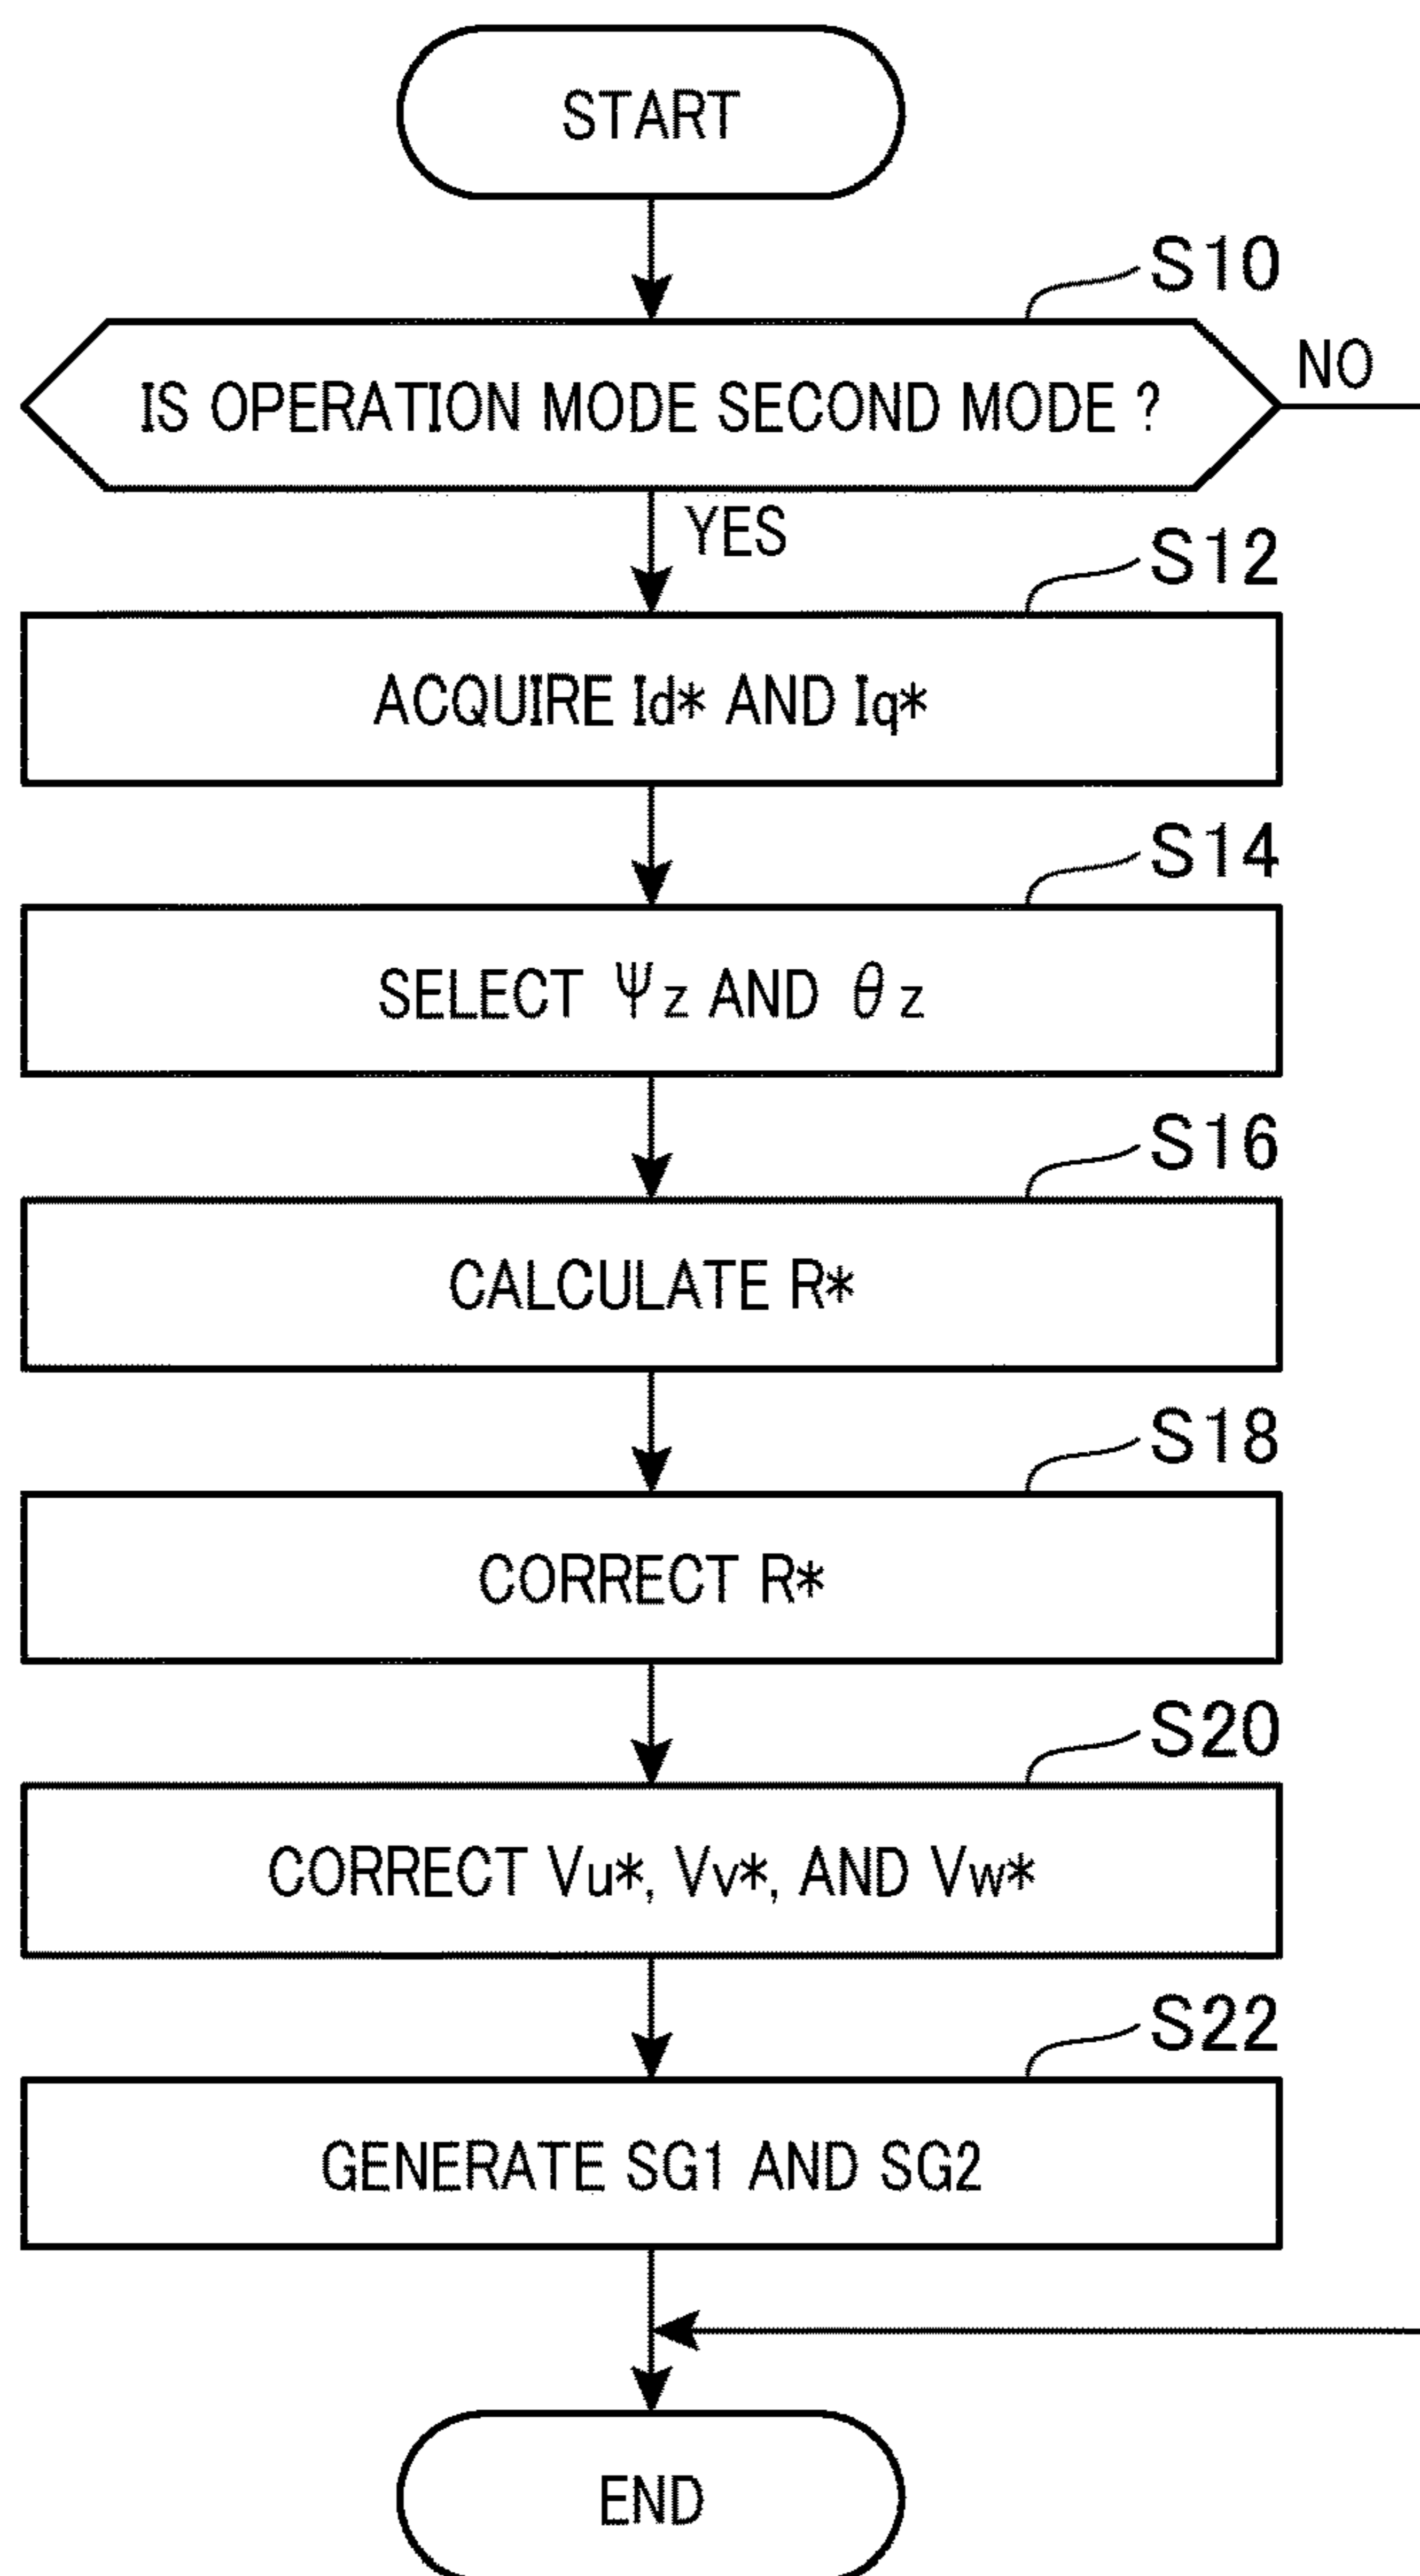 START
S10
IS OPERATION MODE SECOND MODE ?
NO
YES
S12
ACQUIRE Id* AND Iq*
S14
SELECT Ψz AND θz
S16
CALCULATE R*
S18
CORRECT R*
S20
CORRECT Vu*, Vv*, AND Vw*
S22
GENERATE SG1 AND SG2
END